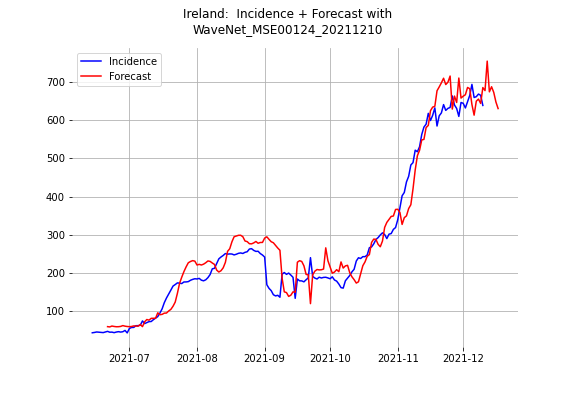 Ireland:  Incidence + Forecast with
WaveNet_MSE00124_20211210
Incidence
Forecast
700
600
500
400
300
200
100
2021-07 2021-08 2021-09 2021-10 2021-11 2021-12